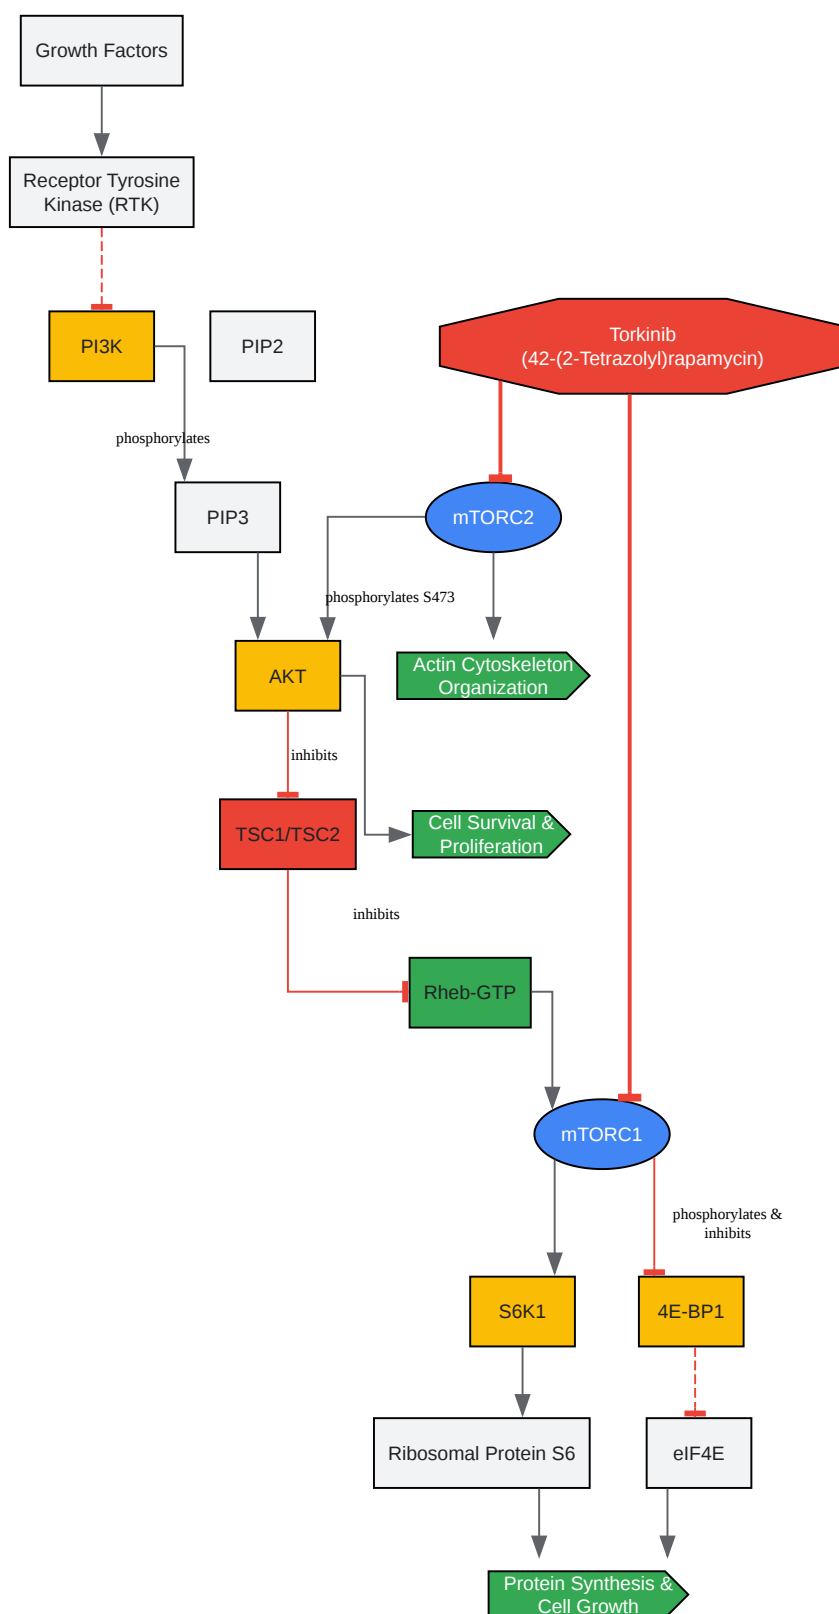 Growth Factors
Receptor Tyrosine
Kinase (RTK)
PI3K
PIP2
Torkinib
(42-(2-Tetrazolyl)rapamycin)
phosphorylates
PIP3
mTORC2
phosphorylates S473
AKT
Actin Cytoskeleton
Organization
inhibits
TSC1/TSC2
Cell Survival &
Proliferation
inhibits
Rheb-GTP
mTORC1
phosphorylates &
inhibits
S6K1
4E-BP1
Ribosomal Protein S6
eIF4E
Protein Synthesis &
Cell Growth